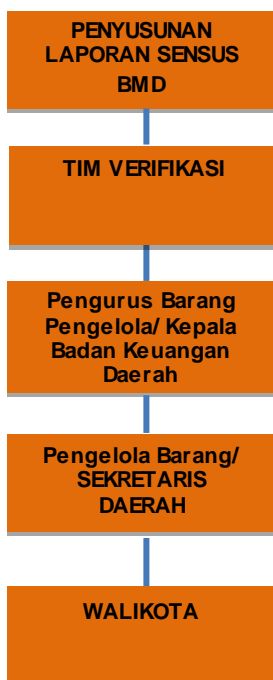 PENYUSUNAN
LAPORAN SENSUS
BMD
TIM VERIFIKASI
Pengurus Barang
Pengelola/ Kepala
Badan Keuangan
Daerah
Pengelola Barang/
SEKRETARIS
DAERAH
WALIKOTA